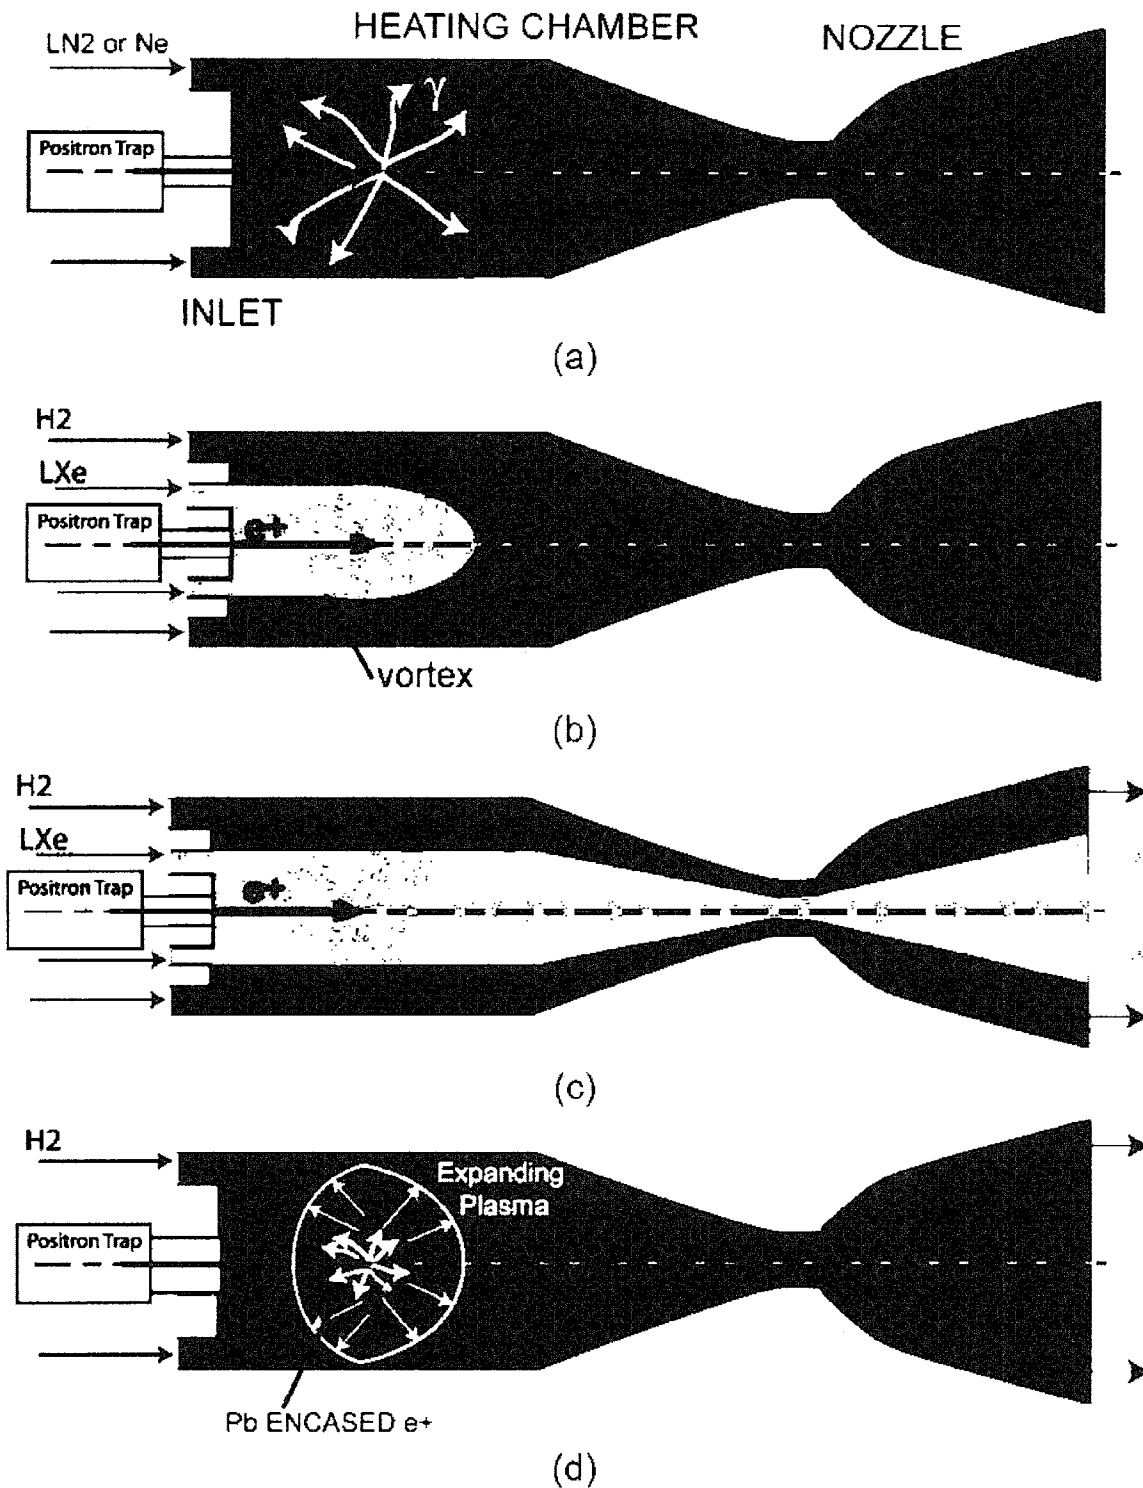 HEATING CHAMBER
LN2 or Ne
NOZZLE
γ
Positron Trap
INLET
(a)
H2
LXe
Positron Trap
e+
vortex
(b)
H2
LXe
Positron Trap
e+
(c)
H2
Expanding
Plasma
Positron Trap
Pb ENCASED e+
(d)